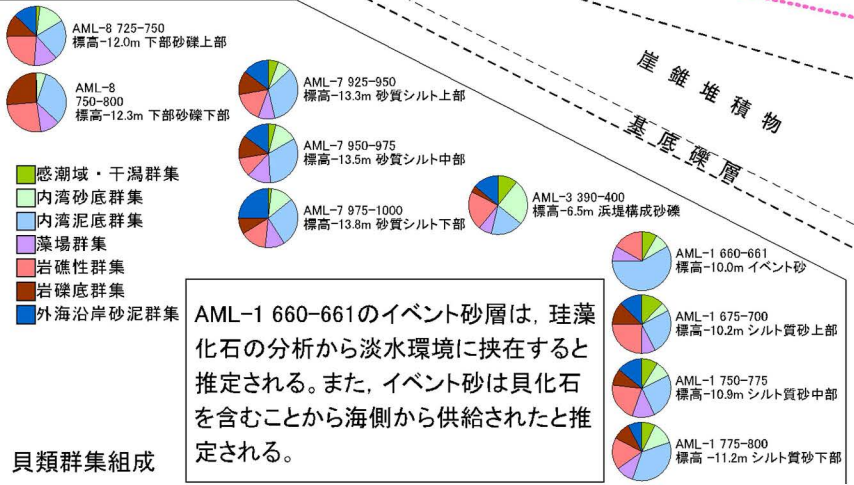 AML-8 725-750
標高-12.0m 下部砂礫上部
AML-8
750-800
標高-12.3m 下部砂礫下部
AML-7 925-950
標高-13.3m 砂質シルト上部
AML-7 950-975
標高-13.5m 砂質シルト中部
AML-7 975-1000
標高-13.8m 砂質シルト下部
AML-3 390-400
標高-6.5m 浜堤構成砂礫
AML-1 660-661
標高-10.0m イベント砂
AML-1 675-700
標高-10.2m シルト質砂上部
AML-1 750-775
標高-10.9m シルト質砂中部
AML-1 775-800
標高 -11.2m シルト質砂下部
崖錐堆積物
基底礫層
感潮域・干潟群集
内湾砂底群集
内湾泥底群集
藻場群集
岩礁性群集
岩礫底群集
外海沿岸砂泥群集
AML-1 660-661のイベント砂層は, 珪藻
化石の分析から淡水環境に挟在すると
推定される。また, イベント砂は貝化石
を含むことから海側から供給されたと推
定される。
貝類群集組成